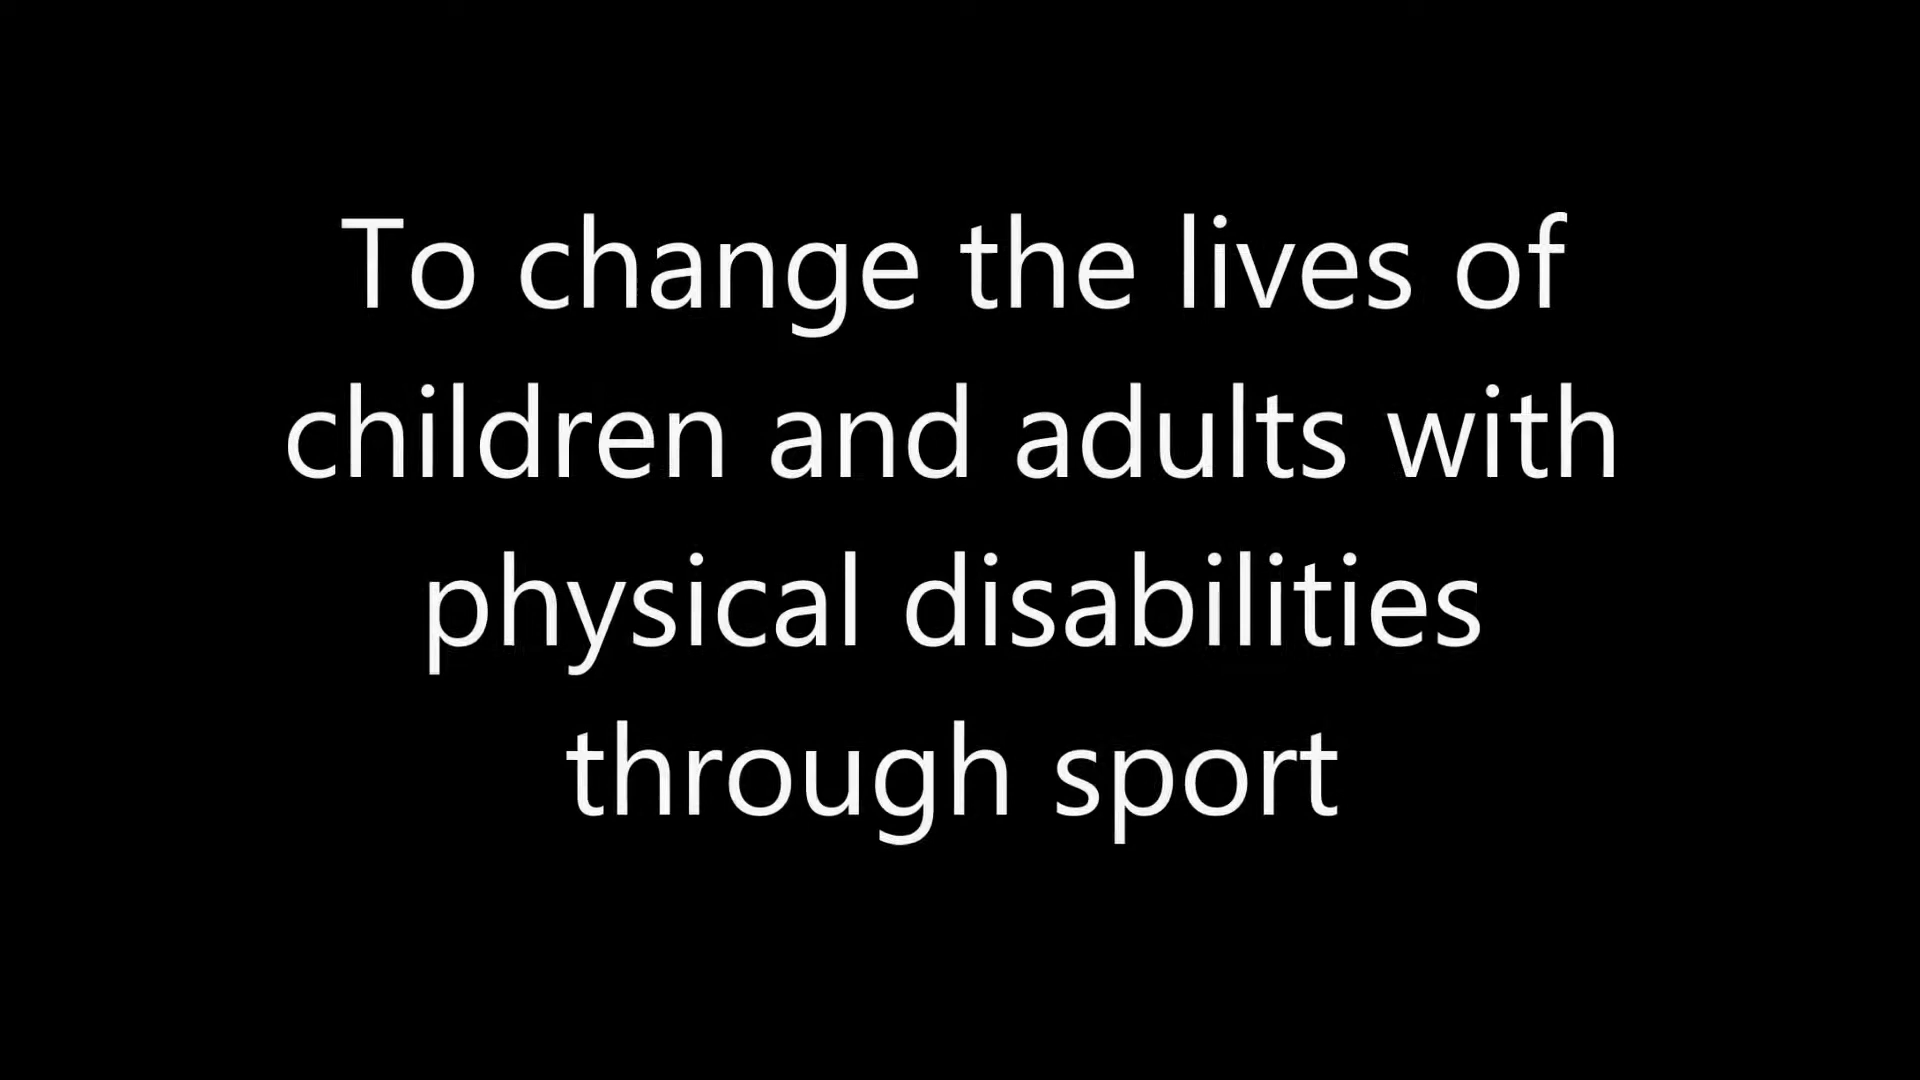 To change the lives of
children and adults with
physical disabilities
through sport